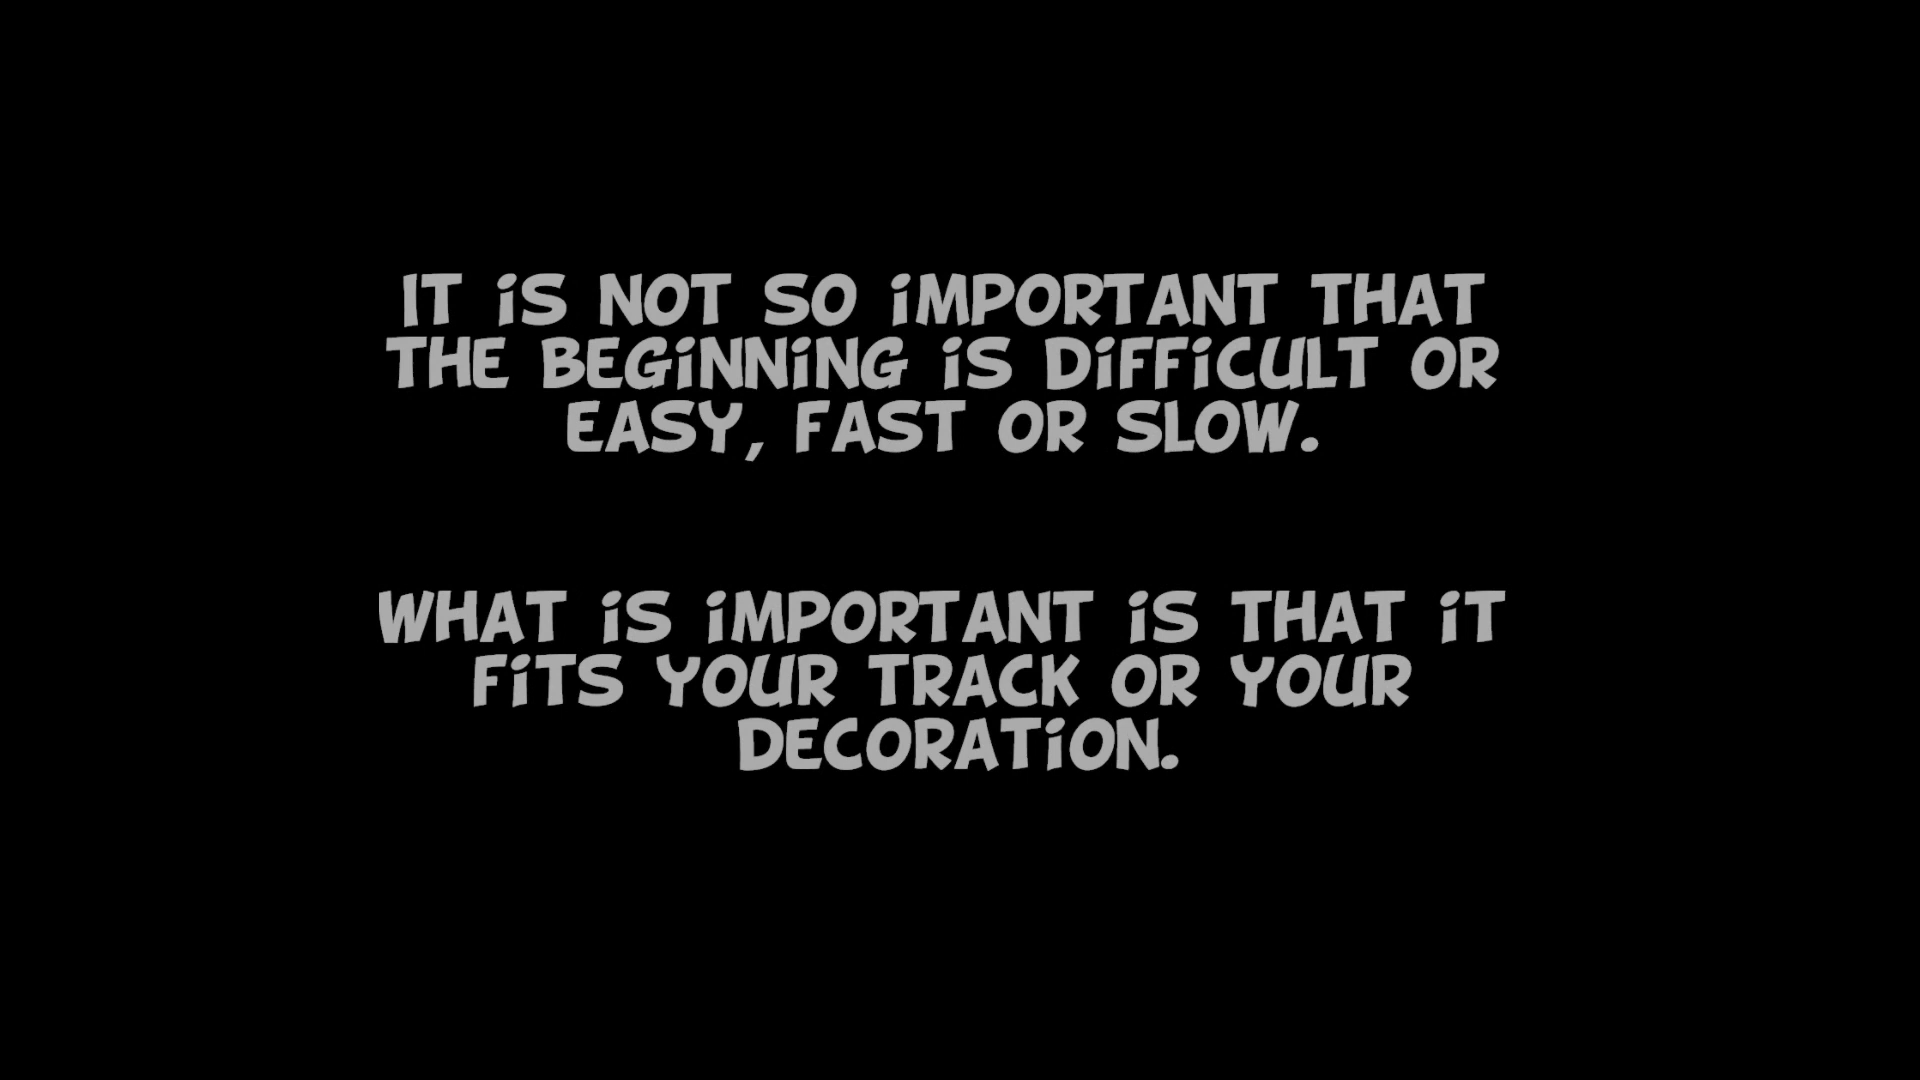 IT iS NOT SO iMPORTANT THAT
THE BEGiNNiNG iS DiFFiCULT OR
EASY, FAST OR SLOW.
WHAT iS iMPORTANT iS THAT iT
FiTS YOUR TRACK OR YOUR
DECORATiON.